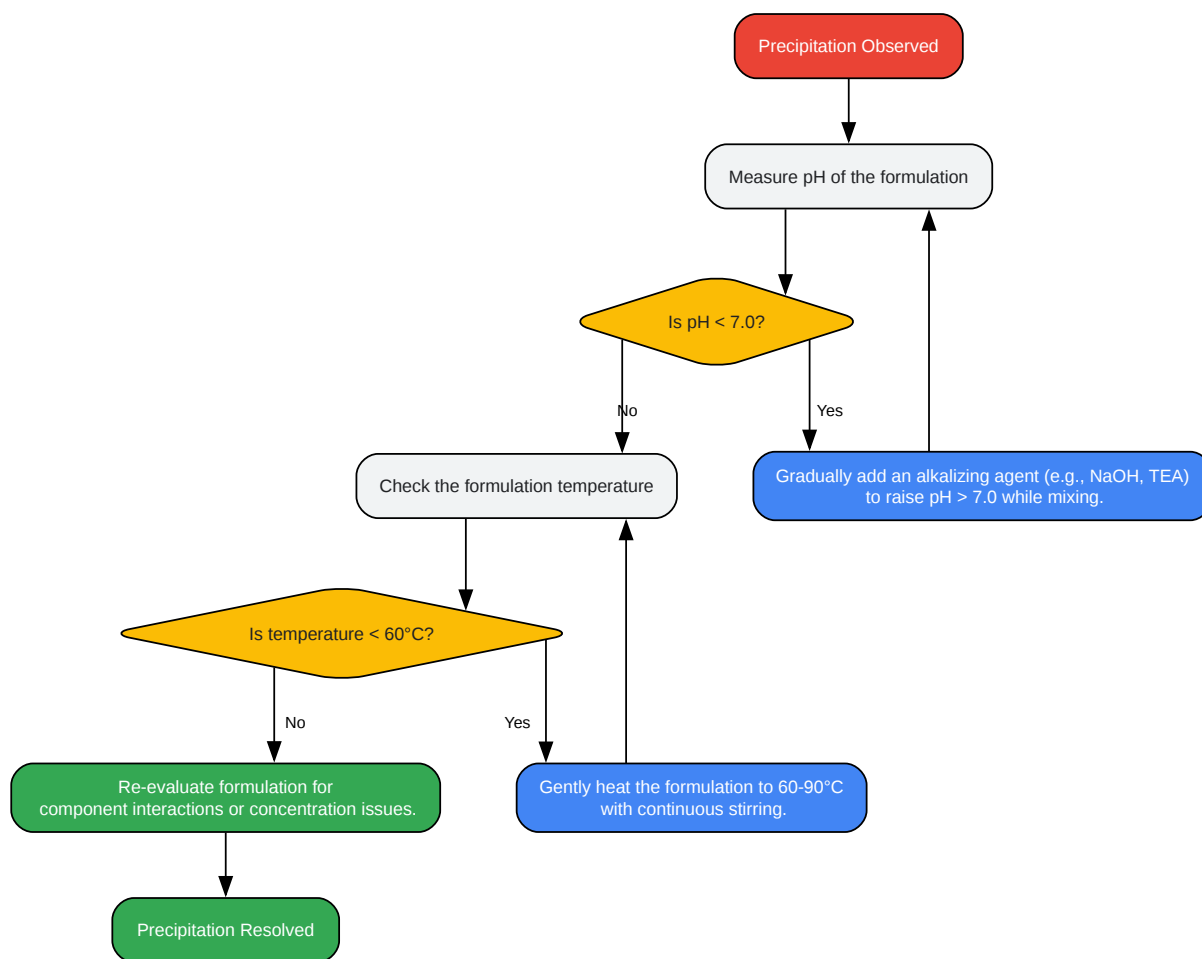 Precipitation Observed
Measure pH of the formulation
Is pH < 7.0?
No
Yes
Check the formulation temperature
Gradually add an alkalizing agent (e.g., NaOH, TEA)
to raise pH > 7.0 while mixing.
Is temperature < 60°C?
No
Yes
Re-evaluate formulation for
component interactions or concentration issues.
Gently heat the formulation to 60-90°C
with continuous stirring.
Precipitation Resolved